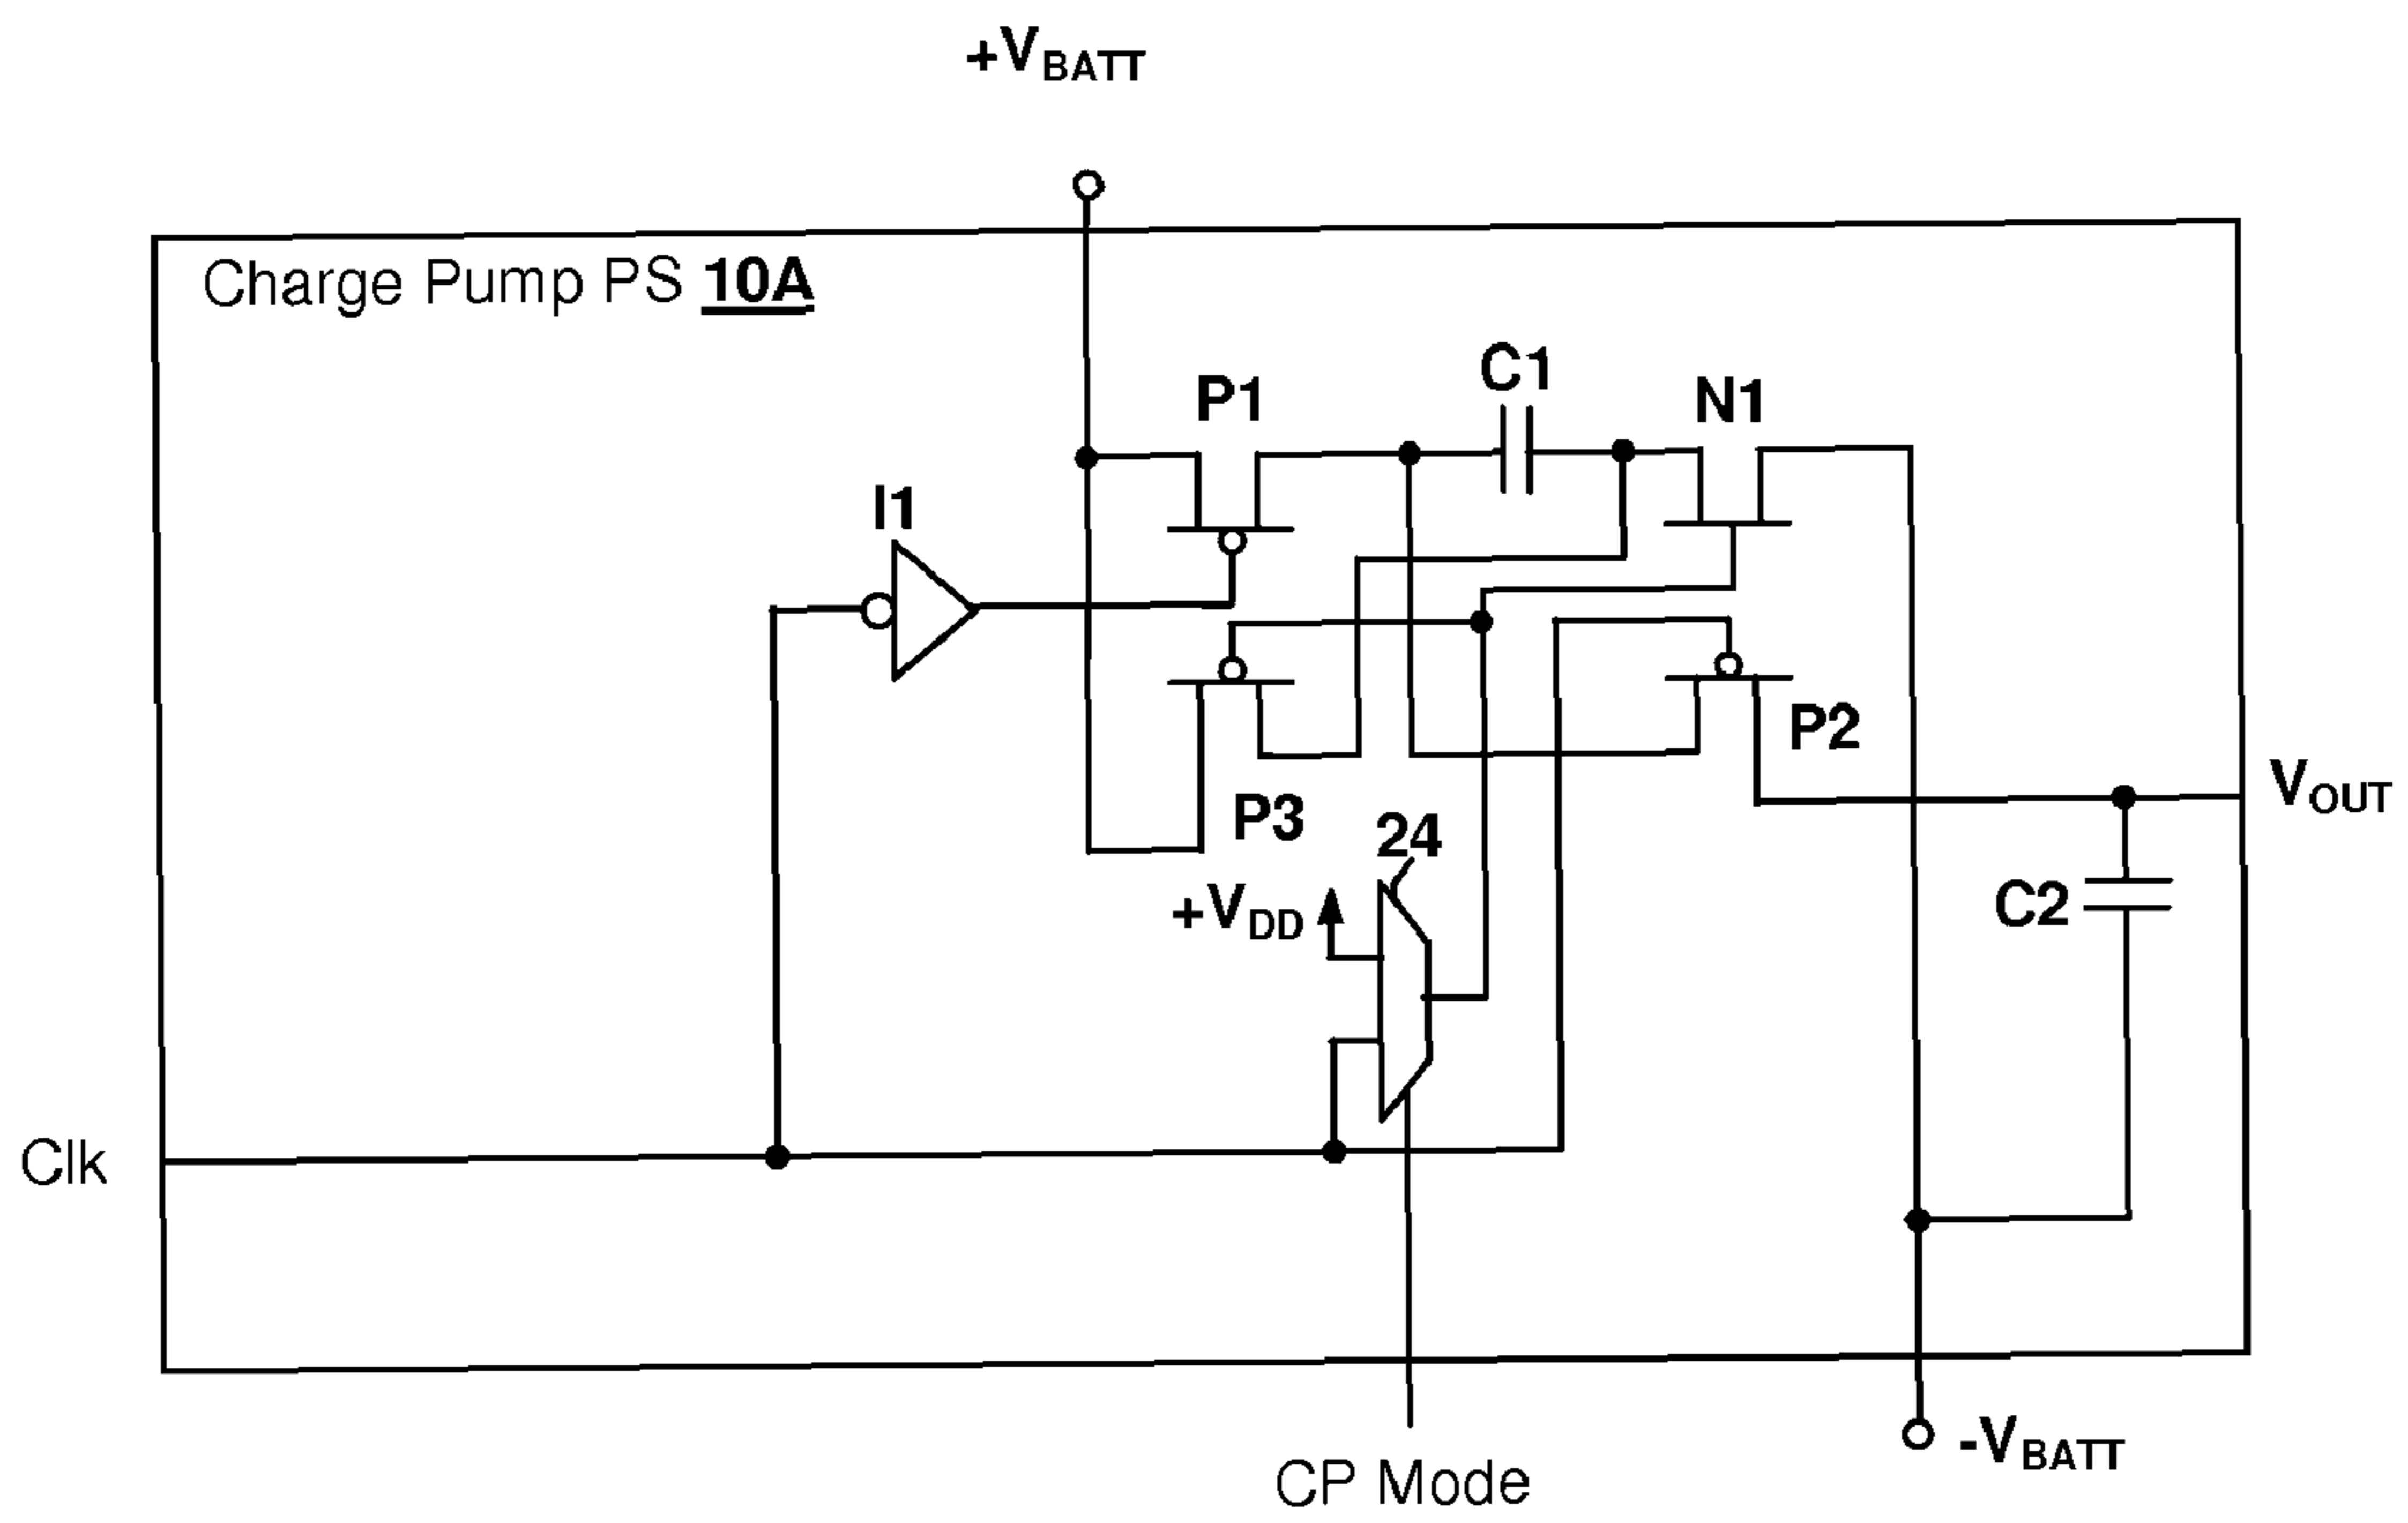 +VBATT
Charge Pump PS 10A
C1
P1
N1
I1
P2
VOUT
P3
24
+VDD
C2
Clk
-VBATT
CP Mode